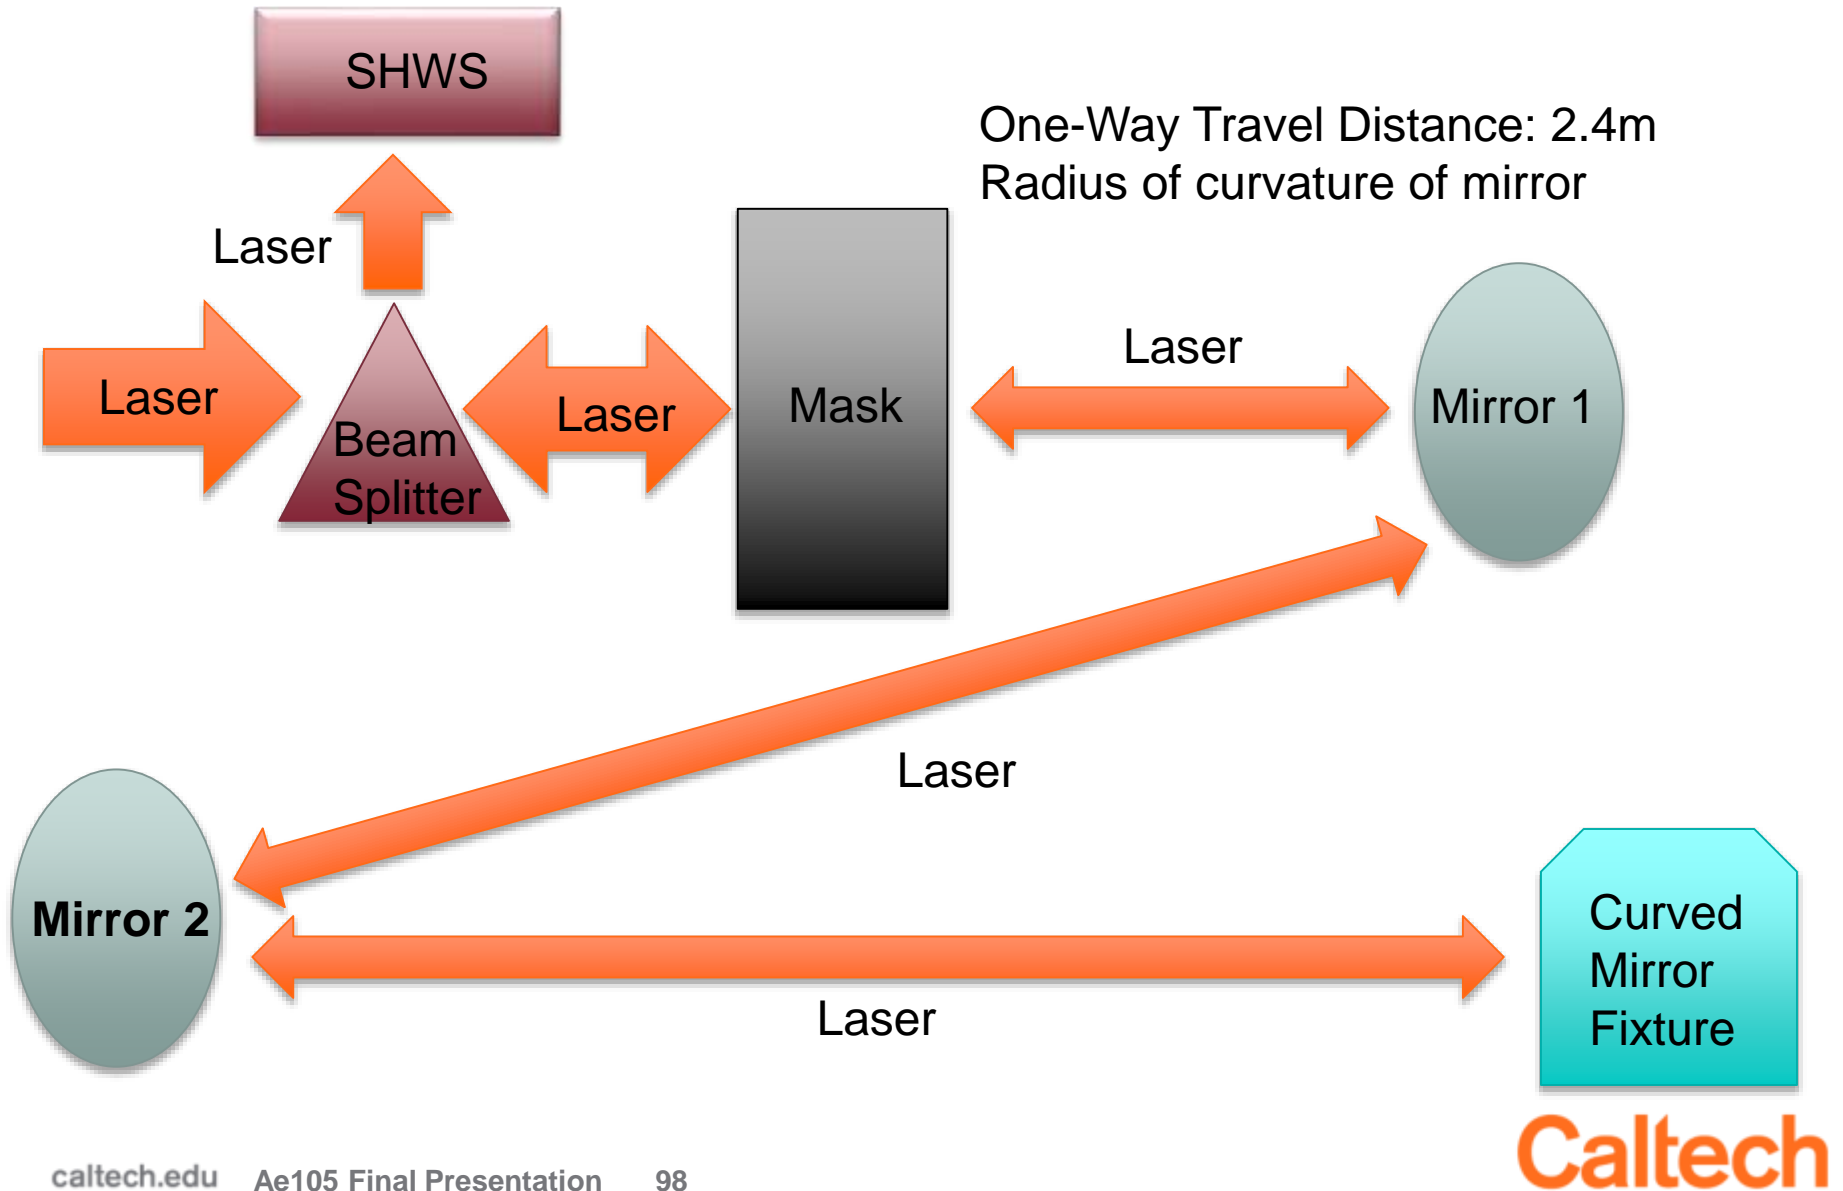 SHWS
One-Way Travel Distance: 2.4m
Radius of curvature of mirror
Laser
Laser
Laser
Beam
Splitter
Laser
Mask
Mirror 1
Laser
Mirror 2
Laser
Curved
Mirror
Fixture
caltech.edu Ae105 Final Presentation 98
Caltech